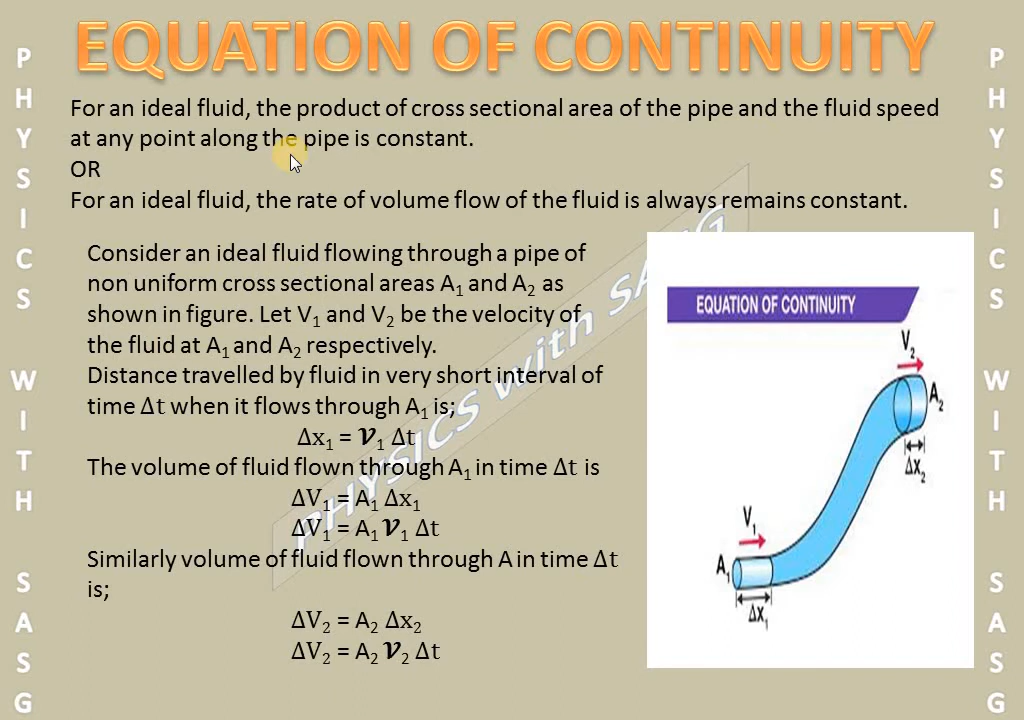 EQUATION OF CONTINUITY
For an ideal fluid, the product of cross sectional area of the pipe and the fluid speed
at any point along the pipe is constant.
OR
For an ideal fluid, the rate of volume flow of the fluid is always remains constant.
Consider an ideal fluid flowing through a pipe of
non uniform cross sectional areas A₁ and A₂ as
shown in figure. Let V₁ and V₂ be the velocity of
the fluid at A₁ and A₂ respectively.
Distance travelled by fluid in very short interval of
time Δt when it flows through A₁ is;
Δx₁ = 𝓥₁ Δt
The volume of fluid flown through A₁ in time Δt is
ΔV₁ = A₁ Δx₁
ΔV₁ = A₁ 𝓥₁ Δt
Similarly volume of fluid flown through A in time Δt
is;
ΔV₂ = A₂ Δx₂
ΔV₂ = A₂ 𝓥₂ Δt
EQUATION OF CONTINUITY
V₂
A₂
Δx₂
V₁
A₁
Δx₁
PHYSICS WITH SASG
PHYSICS WITH SASG
PHYSICS with SASG